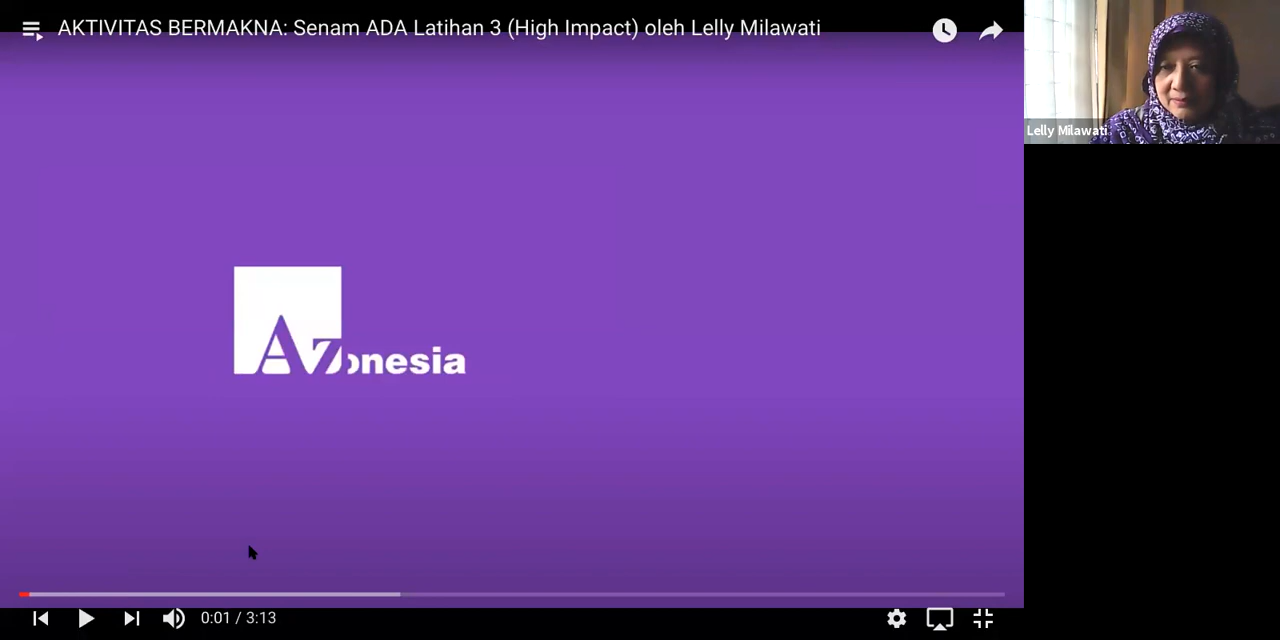 AKTIVITAS BERMAKNA: Senam ADA Latihan 3 (High Impact) oleh Lelly Milawati
Lelly Milawati
AZonesia
0:01 / 3:13